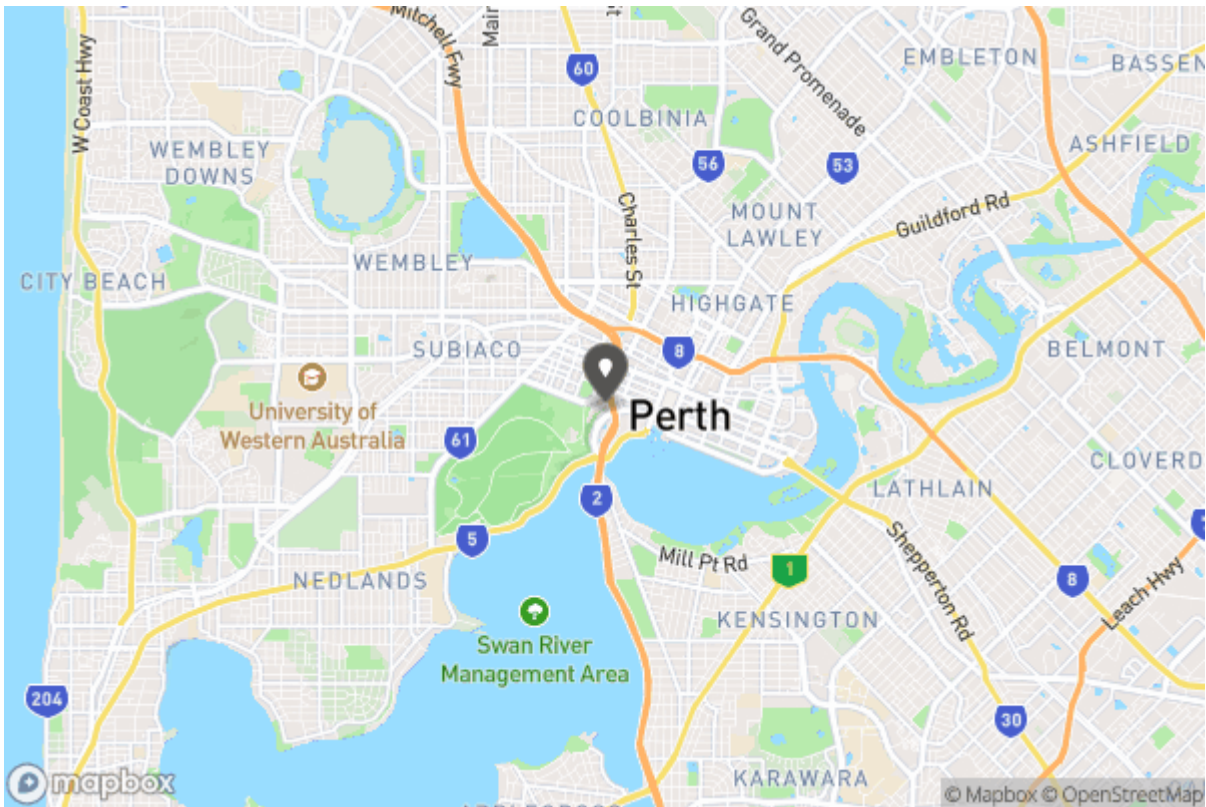 Mitchell Fwy
Main
60
Grand Promenade
EMBLETON
BASSEN
W Coast Hwy
COOLBINIA
WEMBLEY
DOWNS
56
53
ASHFIELD
Charles St
MOUNT
LAWLEY
Guildford Rd
CITY BEACH
WEMBLEY
HIGHGATE
SUBIACO
8
BELMONT
University of
Western Australia
Perth
61
CLOVERD
2
LATHLAIN
5
Mill Pt Rd
1
Shepperton Rd
NEDLANDS
8
Leach Hwy
KENSINGTON
Swan River
Management Area
204
30
KARAWARA
mapbox
© Mapbox © OpenStreetMap